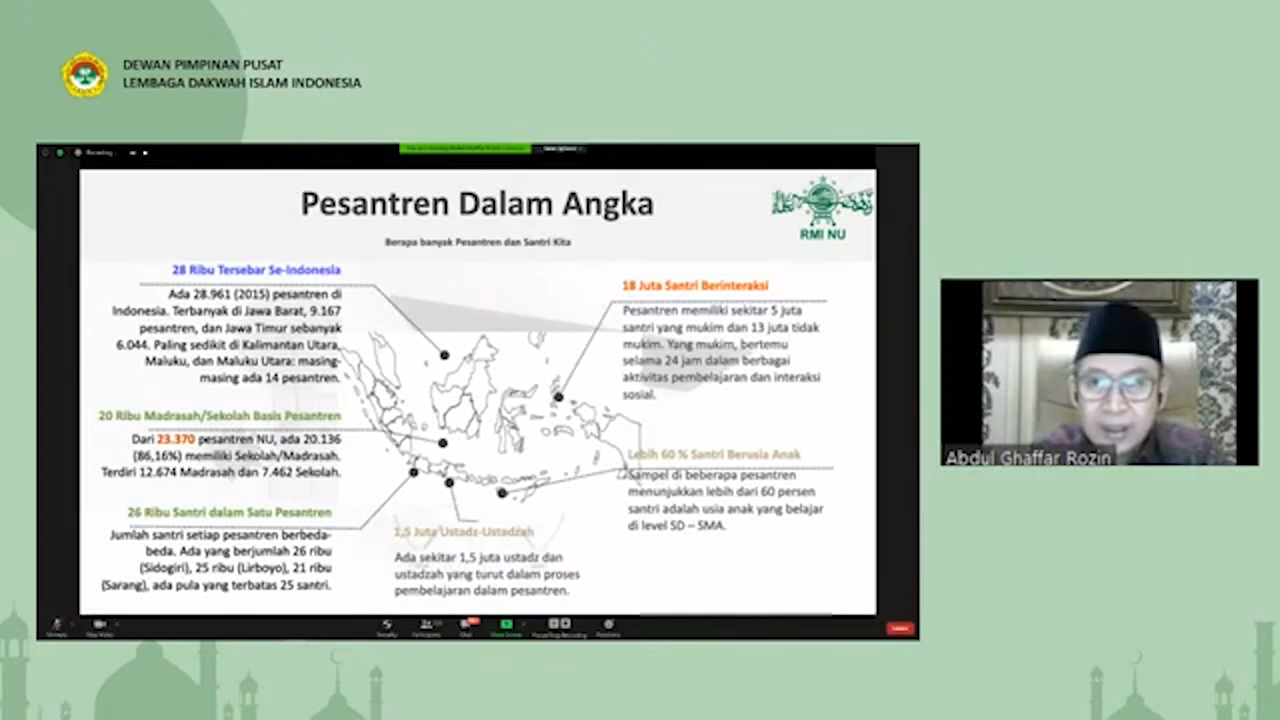 DEWAN PIMPINAN PUSAT
LEMBAGA DAKWAH ISLAM INDONESIA
Recording
Pesantren Dalam Angka
Berapa banyak Pesantren dan Santri Kita
RMI NU
28 Ribu Tersebar Se-Indonesia
Ada 28.961 (2015) pesantren di
Indonesia. Terbanyak di Jawa Barat, 9.167
pesantren, dan Jawa Timur sebanyak
6.044. Paling sedikit di Kalimantan Utara,
Maluku, dan Maluku Utara: masing-
masing ada 14 pesantren.
20 Ribu Madrasah/Sekolah Basis Pesantren
Dari 23.370 pesantren NU, ada 20.136
(86,16%) memiliki Sekolah/Madrasah.
Terdiri 12.674 Madrasah dan 7.462 Sekolah.
26 Ribu Santri dalam Satu Pesantren
Jumlah santri setiap pesantren berbeda-
beda. Ada yang berjumlah 26 ribu
(Sidogiri), 25 ribu (Lirboyo), 21 ribu
(Sarang), ada pula yang terbatas 25 santri.
1,5 Juta Ustadz-Ustadzah
Ada sekitar 1,5 juta ustadz dan
ustadzah yang turut dalam proses
pembelajaran dalam pesantren.
18 Juta Santri Berinteraksi
Pesantren memiliki sekitar 5 juta
santri yang mukim dan 13 juta tidak
mukim. Yang mukim, bertemu
selama 24 jam dalam berbagai
aktivitas pembelajaran dan interaksi
sosial.
Lebih 60 % Santri Berusia Anak
Sampel di beberapa pesantren
menunjukkan lebih dari 60 persen
santri adalah usia anak yang belajar
di level SD – SMA.
Abdul Ghaffar Rozin